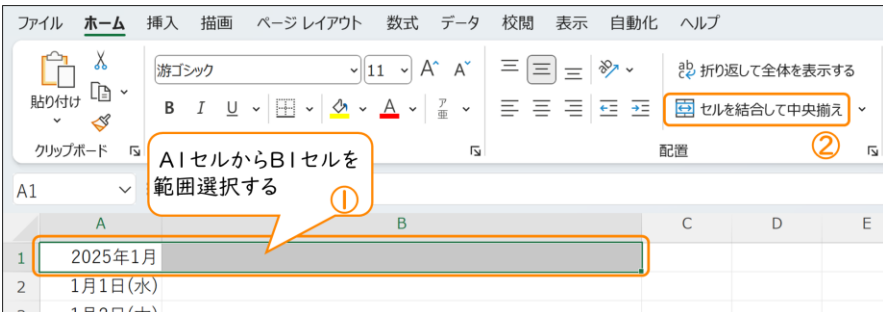 ファイル ホーム 挿入 描画 ページ レイアウト 数式 データ 校閲 表示 自動化 ヘルプ
游ゴシック 11 A^ A˅ ab 折り返して全体を表示する
貼り付け B I U A ア亜 セルを結合して中央揃え
クリップボード 配置 ②
A1セルからB1セルを
範囲選択する ①
A1
A B C D E
1 2025年1月
2 1月1日(水)